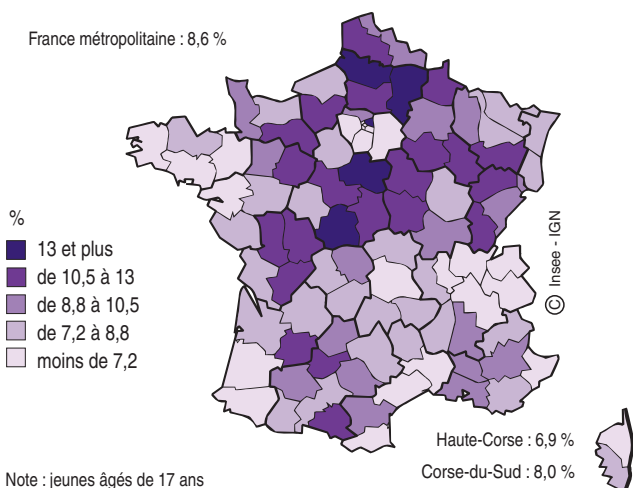 France métropolitaine : 8,6 %
%
13 et plus
de 10,5 à 13
de 8,8 à 10,5
de 7,2 à 8,8
moins de 7,2
© Insee - IGN
Haute-Corse : 6,9 %
Corse-du-Sud : 8,0 %
Note : jeunes âgés de 17 ans